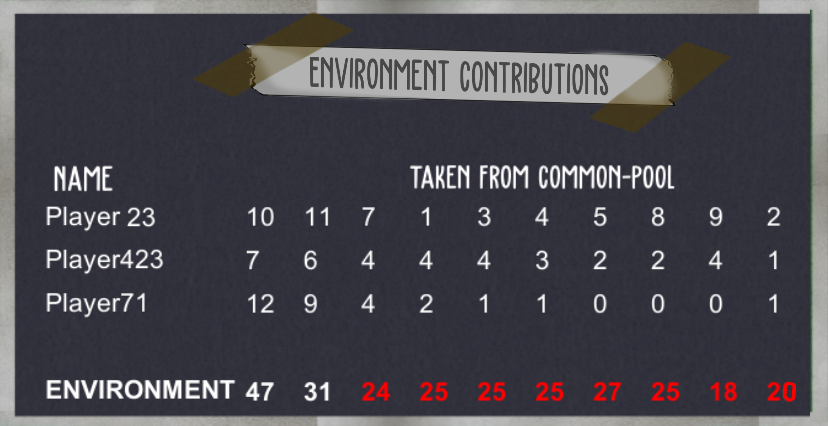 ENVIRONMENT CONTRIBUTIONS
NAME TAKEN FROM COMMON-POOL
Player 23 10 11 7 1 3 4 5 8 9 2
Player423 7 6 4 4 4 3 2 2 4 1
Player71 12 9 4 2 1 1 0 0 0 1
ENVIRONMENT 47 31 24 25 25 25 27 25 18 20